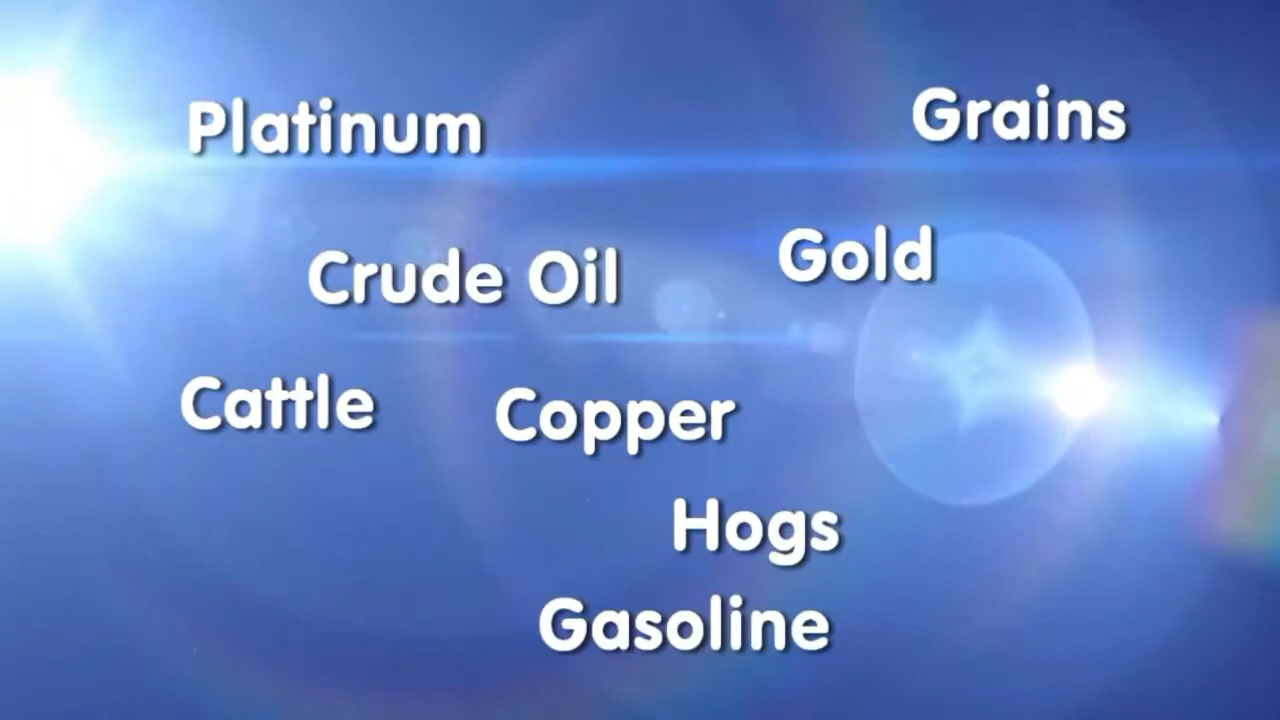 Platinum
Grains
Crude Oil
Gold
Cattle
Copper
Hogs
Gasoline